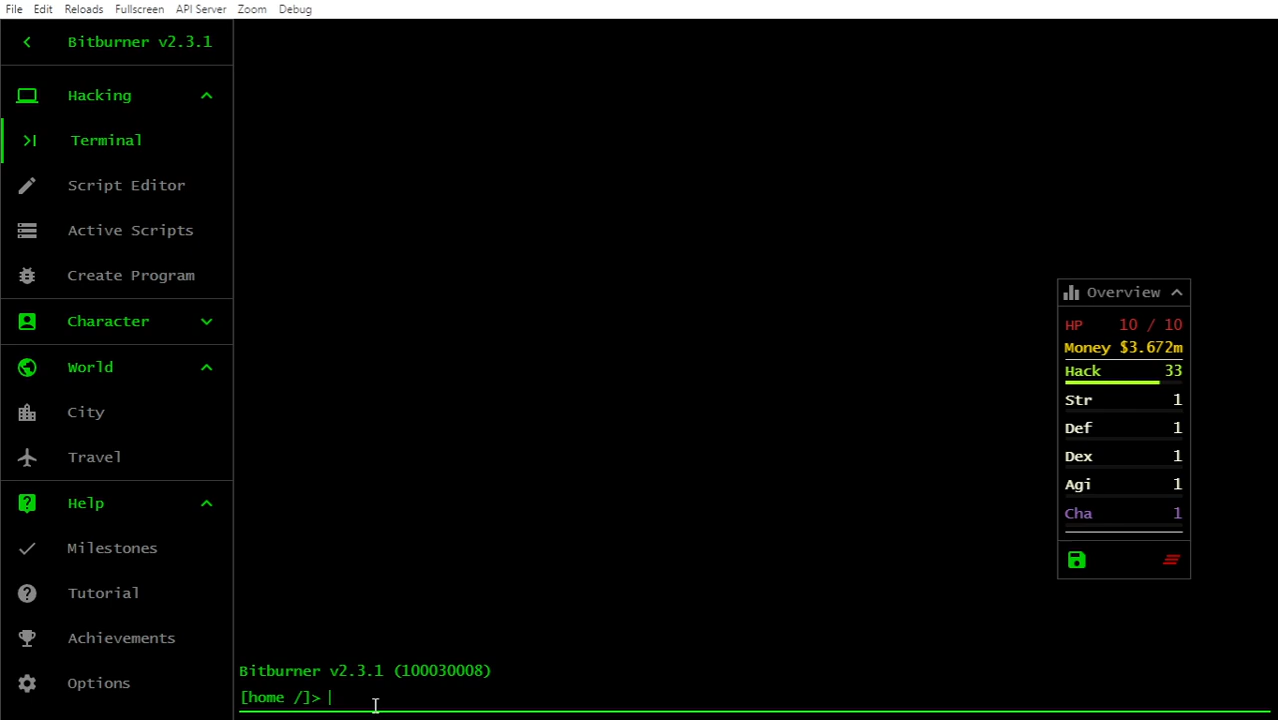 File Edit Reloads Fullscreen API Server Zoom Debug
Bitburner v2.3.1
Hacking
Terminal
Script Editor
Active Scripts
Create Program
Character
World
City
Travel
Help
Milestones
Tutorial
Achievements
Options
Overview
HP 10 / 10
Money $3.672m
Hack 33
Str 1
Def 1
Dex 1
Agi 1
Cha 1
Bitburner v2.3.1 (100030008)
[home /]>